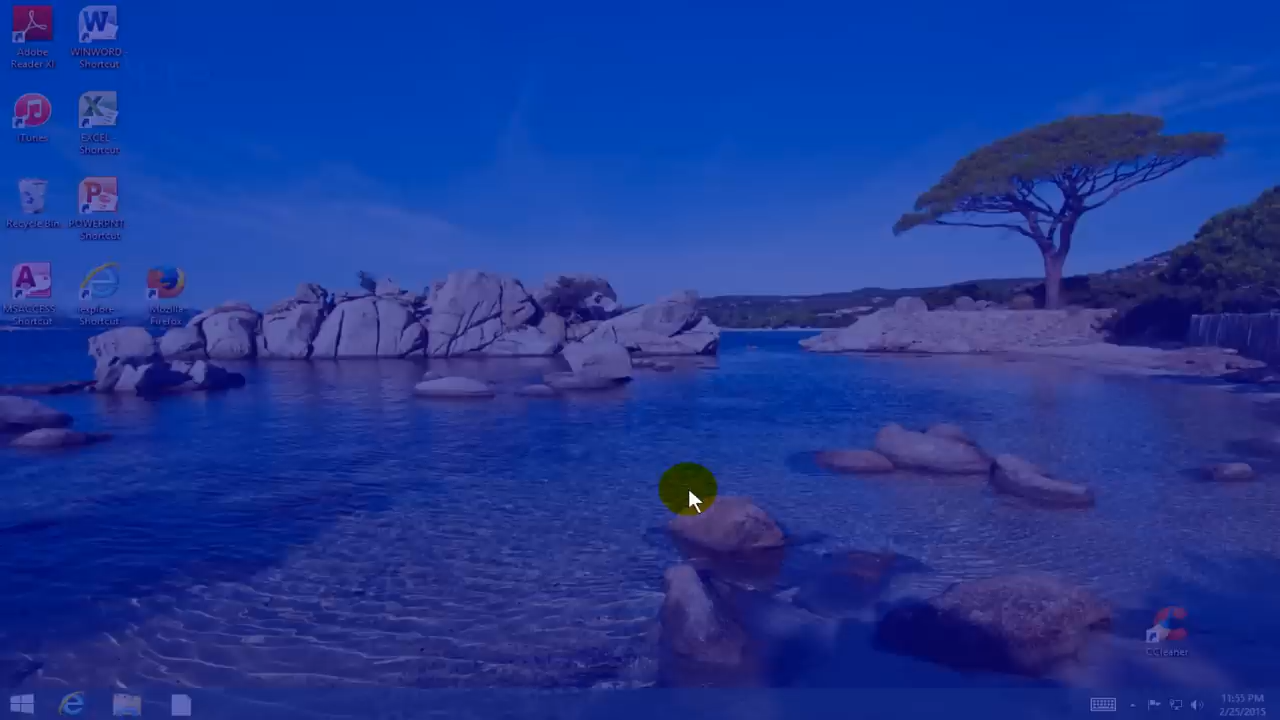 Adobe
Reader XI
WINWORD -
Shortcut
iTunes
EXCEL -
Shortcut
Recycle Bin
POWERPNT
Shortcut
MSACCESS
Shortcut
iexplore -
Shortcut
Mozilla
Firefox
CCleaner
11:55 PM
2/25/2015